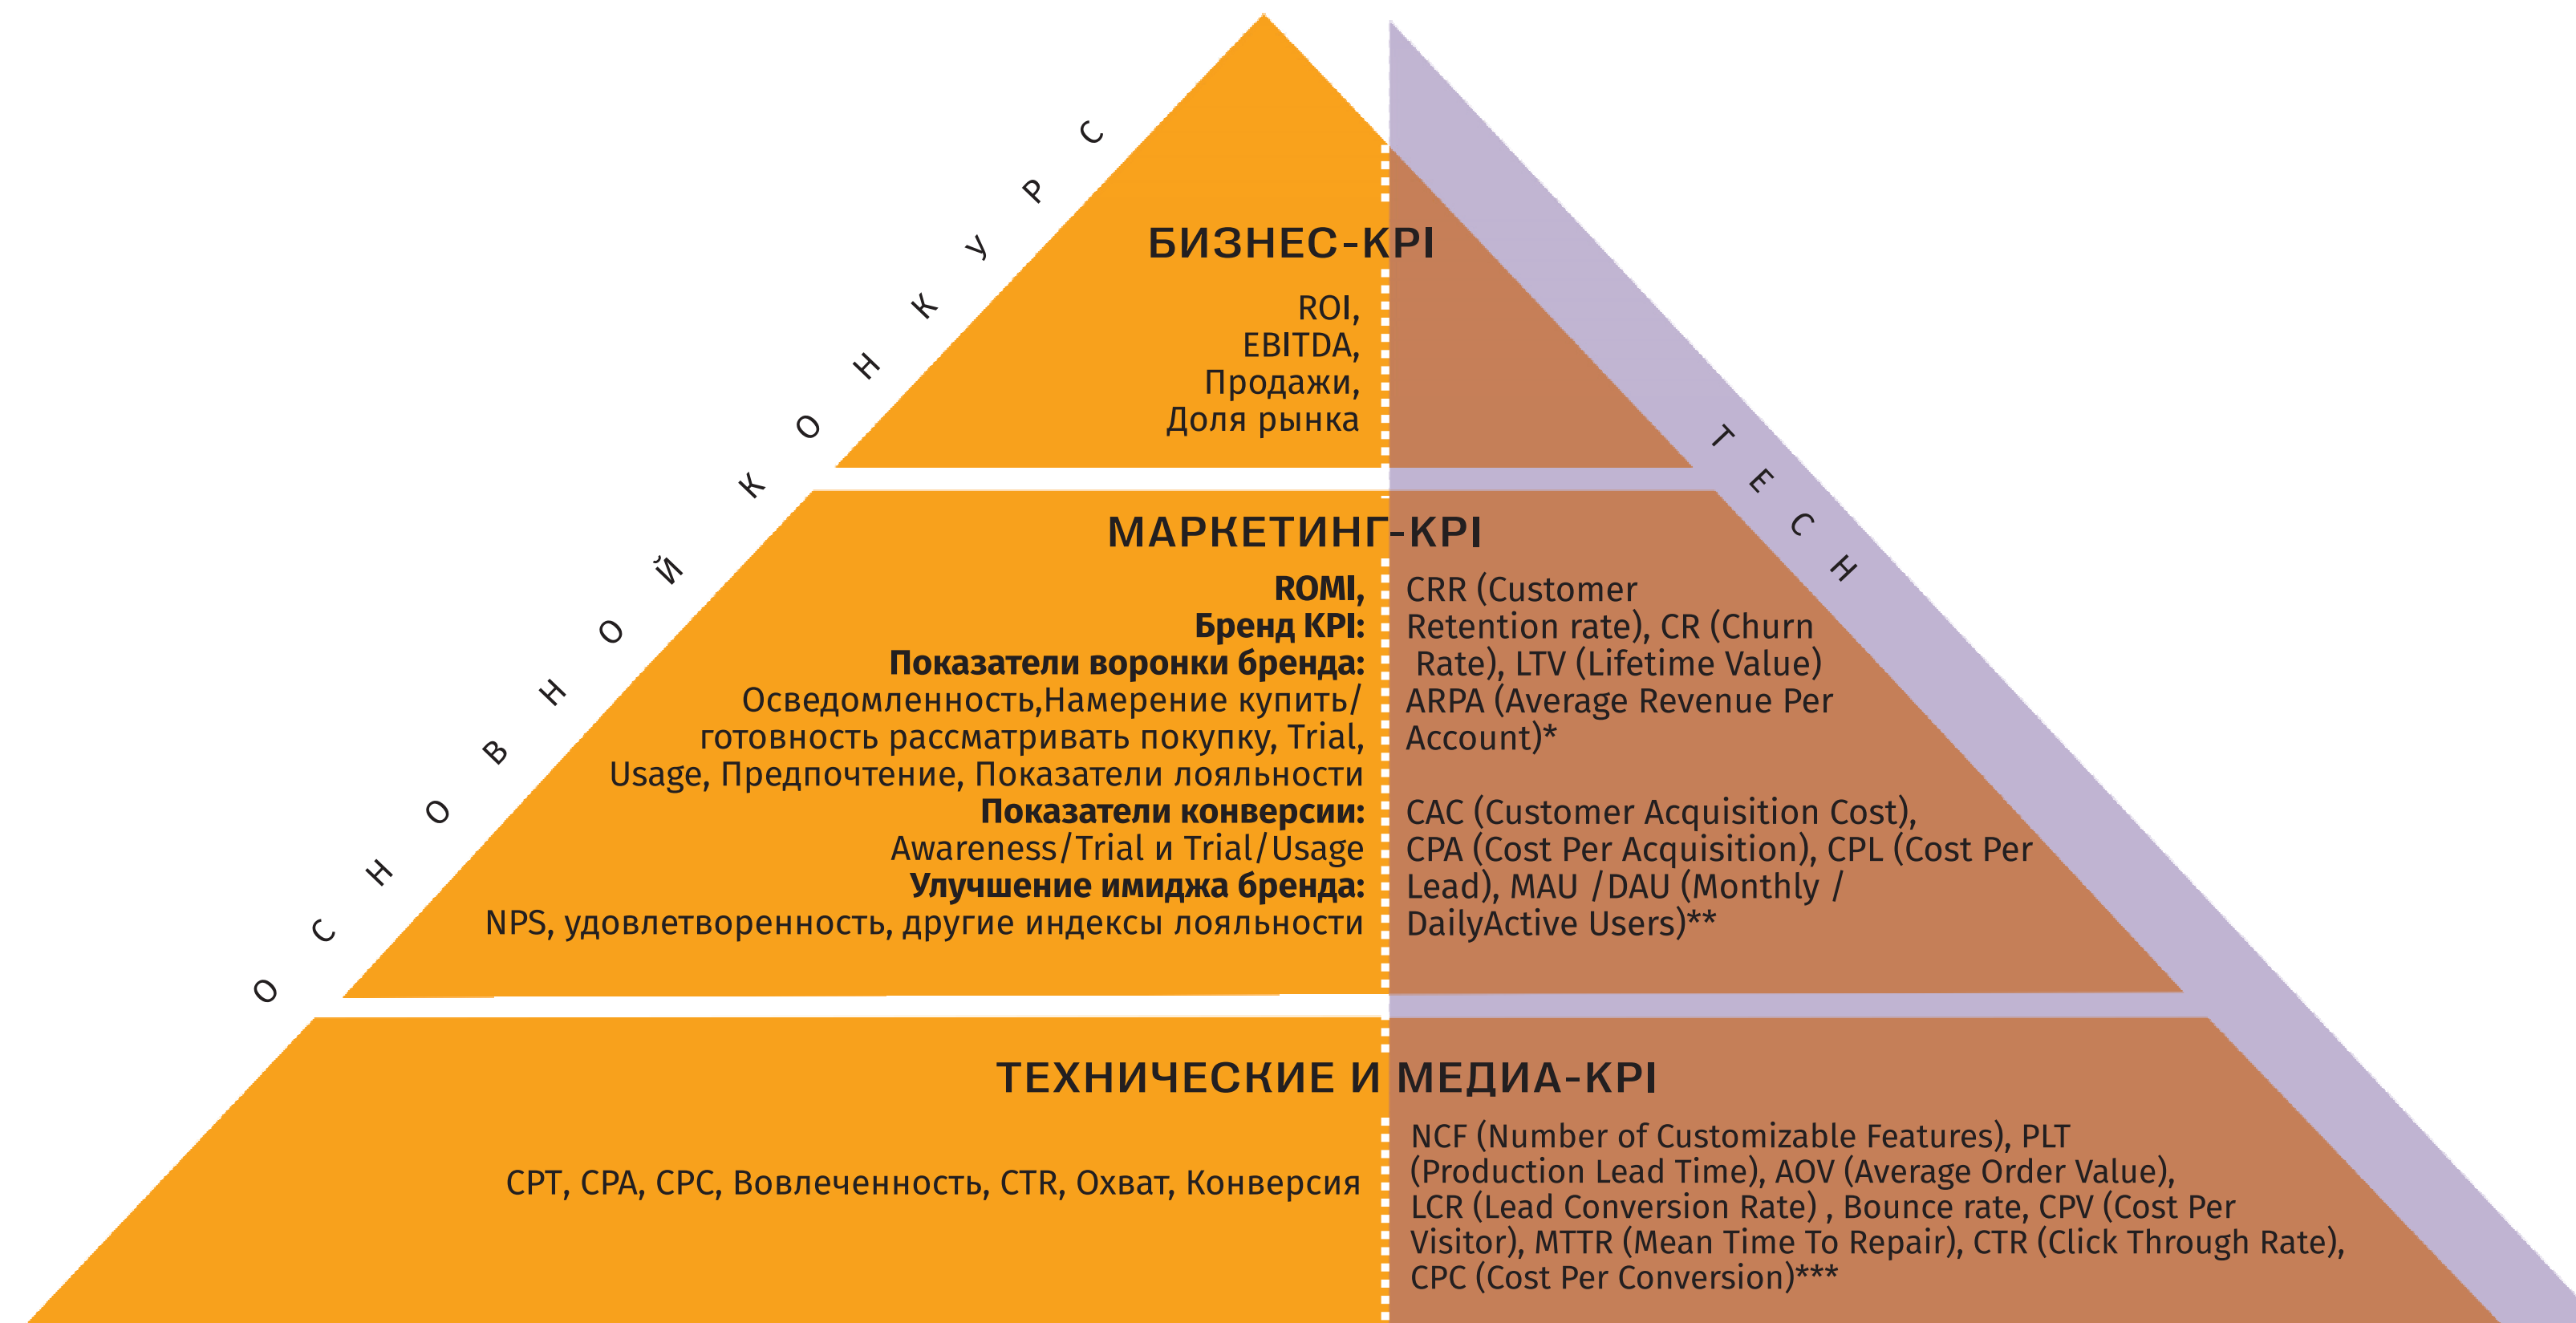 ОСНОВНОЙ КОНКУРС
TECH
БИЗНЕС-KPI
ROI,
EBITDA,
Продажи,
Доля рынка
МАРКЕТИНГ-KPI
ROMI,
Бренд KPI:
Показатели воронки бренда:
Осведомленность,Намерение купить/
готовность рассматривать покупку, Trial,
Usage, Предпочтение, Показатели лояльности
Показатели конверсии:
Awareness/Trial и Trial/Usage
Улучшение имиджа бренда:
NPS, удовлетворенность, другие индексы лояльности
CRR (Customer
Retention rate), CR (Churn
Rate), LTV (Lifetime Value)
ARPA (Average Revenue Per
Account)*
CAC (Customer Acquisition Cost),
CPA (Cost Per Acquisition), CPL (Cost Per
Lead), MAU /DAU (Monthly /
DailyActive Users)**
ТЕХНИЧЕСКИЕ И МЕДИА-KPI
CPT, CPA, CPC, Вовлеченность, CTR, Охват, Конверсия
NCF (Number of Customizable Features), PLT
(Production Lead Time), AOV (Average Order Value),
LCR (Lead Conversion Rate) , Bounce rate, CPV (Cost Per
Visitor), MTTR (Mean Time To Repair), CTR (Click Through Rate),
CPC (Cost Per Conversion)***